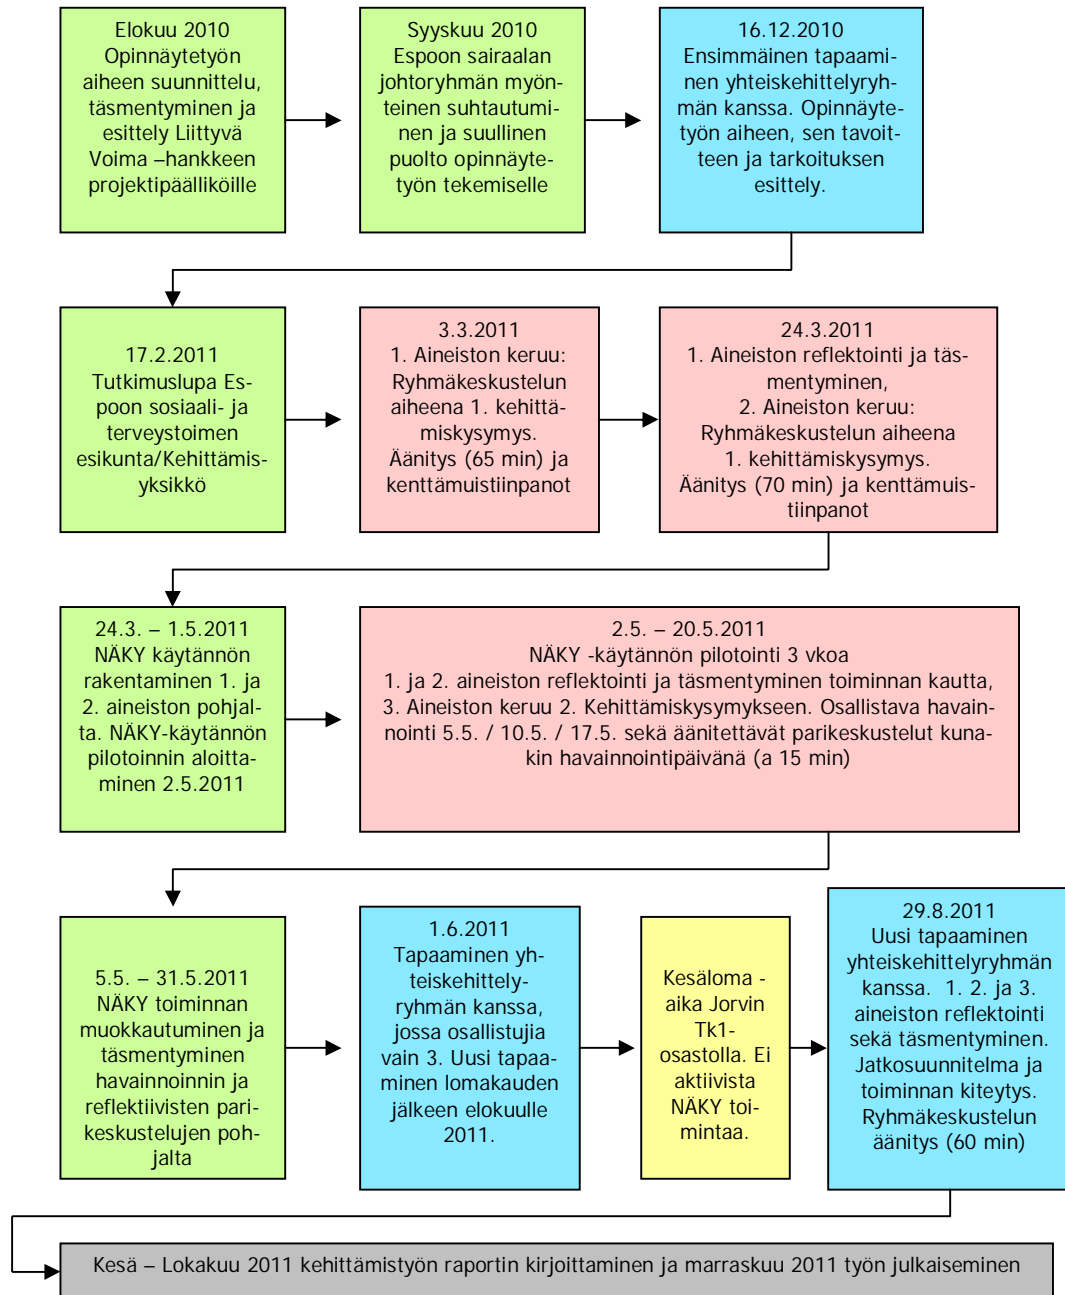 Elokuu 2010
Opinnäytetyön
aiheen suunnittelu,
täsmentyminen ja
esittely Liittyvä
Voima –hankkeen
projektipäälliköille
Syyskuu 2010
Espoon sairaalan
johtoryhmän myön-
teinen suhtautumi-
nen ja suullinen
puolto opinnäyte-
työn tekemiselle
16.12.2010
Ensimmäinen tapaami-
nen yhteiskehittelyryh-
män kanssa. Opinnäyte-
työn aiheen, sen tavoit-
teen ja tarkoituksen
esittely.
17.2.2011
Tutkimuslupa Es-
poon sosiaali- ja
terveystoimen
esikunta/Kehittämis-
yksikkö
3.3.2011
1. Aineiston keruu:
Ryhmäkeskustelun
aiheena 1. kehittä-
miskysymys.
Äänitys (65 min) ja
kenttämuistiinpanot
24.3.2011
1. Aineiston reflektointi ja täs-
mentyminen,
2. Aineiston keruu:
Ryhmäkeskustelun aiheena
1. kehittämiskysymys.
Äänitys (70 min) ja kenttämuis-
tiinpanot
24.3. – 1.5.2011
NÄKY käytännön
rakentaminen 1. ja
2. aineiston pohjal-
ta. NÄKY-käytännön
pilotoinnin aloitta-
minen 2.5.2011
2.5. – 20.5.2011
NÄKY -käytännön pilotointi 3 vkoa
1. ja 2. aineiston reflektointi ja täsmentyminen toiminnan kautta,
3. Aineiston keruu 2. Kehittämiskysymykseen. Osallistava havain-
nointi 5.5. / 10.5. / 17.5. sekä äänitettävät parikeskustelut kuna-
kin havainnointipäivänä (a 15 min)
5.5. – 31.5.2011
NÄKY toiminnan
muokkautuminen ja
täsmentyminen
havainnoinnin ja
reflektiivisten pari-
keskustelujen poh-
jalta
1.6.2011
Tapaaminen yh-
teiskehittely-
ryhmän kanssa,
jossa osallistujia
vain 3. Uusi tapaa-
minen lomakauden
jälkeen elokuulle
2011.
Kesäloma -
aika Jorvin
Tk1-
osastolla. Ei
aktiivista
NÄKY toi-
mintaa.
29.8.2011
Uusi tapaaminen
yhteiskehittelyryhmän
kanssa. 1. 2. ja 3.
aineiston reflektointi
sekä täsmentyminen.
Jatkosuunnitelma ja
toiminnan kiteytys.
Ryhmäkeskustelun
äänitys (60 min)
Kesä – Lokakuu 2011 kehittämistyön raportin kirjoittaminen ja marraskuu 2011 työn julkaiseminen